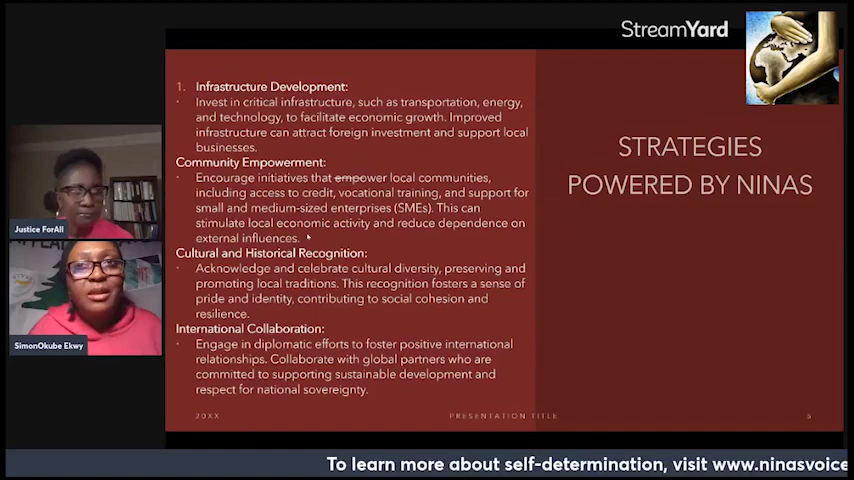 StreamYard
1. Infrastructure Development:
· Invest in critical infrastructure, such as transportation, energy,
and technology, to facilitate economic growth. Improved
infrastructure can attract foreign investment and support local
businesses.
Community Empowerment:
· Encourage initiatives that empower local communities,
including access to credit, vocational training, and support for
small and medium-sized enterprises (SMEs). This can
stimulate local economic activity and reduce dependence on
external influences.
Cultural and Historical Recognition:
· Acknowledge and celebrate cultural diversity, preserving and
promoting local traditions. This recognition fosters a sense of
pride and identity, contributing to social cohesion and
resilience.
International Collaboration:
· Engage in diplomatic efforts to foster positive international
relationships. Collaborate with global partners who are
committed to supporting sustainable development and
respect for national sovereignty.
20XX
PRESENTATION TITLE
5
STRATEGIES
POWERED BY NINAS
Justice ForAll
SimonOkube Ekwy
To learn more about self-determination, visit www.ninasvoice